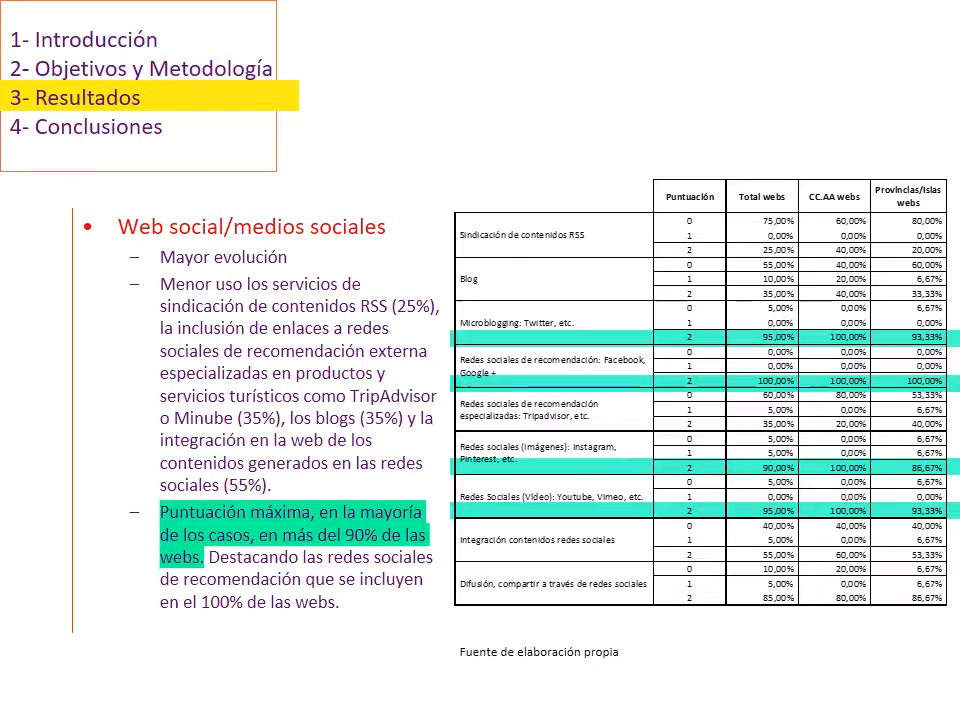 1- Introducción
2- Objetivos y Metodología
3- Resultados
4- Conclusiones
• Web social/medios sociales
– Mayor evolución
– Menor uso los servicios de
sindicación de contenidos RSS (25%),
la inclusión de enlaces a redes
sociales de recomendación externa
especializadas en productos y
servicios turísticos como TripAdvisor
o Minube (35%), los blogs (35%) y la
integración en la web de los
contenidos generados en las redes
sociales (55%).
– Puntuación máxima, en la mayoría
de los casos, en más del 90% de las
webs. Destacando las redes sociales
de recomendación que se incluyen
en el 100% de las webs.
Puntuación Total webs CC.AA webs Provincias/Islas webs
Sindicación de contenidos RSS
0 75,00% 60,00% 80,00%
1 0,00% 0,00% 0,00%
2 25,00% 40,00% 20,00%
Blog
0 55,00% 40,00% 60,00%
1 10,00% 20,00% 6,67%
2 35,00% 40,00% 33,33%
Microblogging: Twitter, etc.
0 5,00% 0,00% 6,67%
1 0,00% 0,00% 0,00%
2 95,00% 100,00% 93,33%
Redes sociales de recomendación: Facebook,
Google +
0 0,00% 0,00% 0,00%
1 0,00% 0,00% 0,00%
2 100,00% 100,00% 100,00%
Redes sociales de recomendación
especializadas: Tripadvisor, etc.
0 60,00% 80,00% 53,33%
1 5,00% 0,00% 6,67%
2 35,00% 20,00% 40,00%
Redes sociales (Imágenes): Instagram,
Pinterest, etc.
0 5,00% 0,00% 6,67%
1 5,00% 0,00% 6,67%
2 90,00% 100,00% 86,67%
Redes Sociales (Vídeo): Youtube, Vimeo, etc.
0 5,00% 0,00% 6,67%
1 0,00% 0,00% 0,00%
2 95,00% 100,00% 93,33%
Integración contenidos redes sociales
0 40,00% 40,00% 40,00%
1 5,00% 0,00% 6,67%
2 55,00% 60,00% 53,33%
Difusión, compartir a través de redes sociales
0 10,00% 20,00% 6,67%
1 5,00% 0,00% 6,67%
2 85,00% 80,00% 86,67%
Fuente de elaboración propia